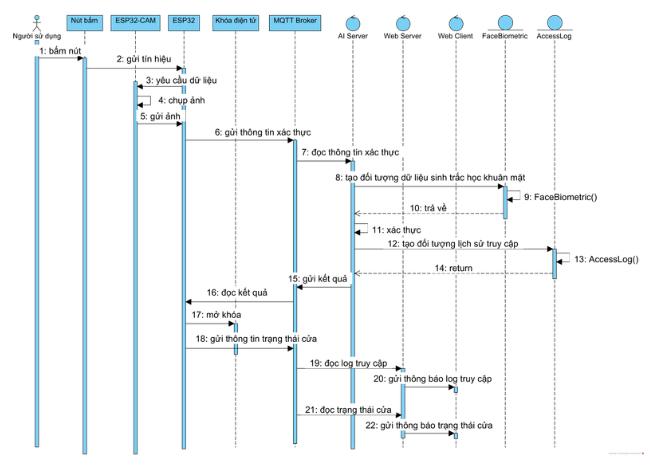 Người sử dụng
Nút bấm
ESP32-CAM
ESP32
Khóa điện tử
MQTT Broker
AI Server
Web Server
Web Client
FaceBiometric
AccessLog
1: bấm nút
2: gửi tín hiệu
3: yêu cầu dữ liệu
4: chụp ảnh
5: gửi ảnh
6: gửi thông tin xác thực
7: đọc thông tin xác thực
8: tạo đối tượng dữ liệu sinh trắc học khuân mặt
9: FaceBiometric()
10: trả về
11: xác thực
12: tạo đối tượng lịch sử truy cập
13: AccessLog()
14: return
15: gửi kết quả
16: đọc kết quả
17: mở khóa
18: gửi thông tin trạng thái cửa
19: đọc log truy cập
20: gửi thông báo log truy cập
21: đọc trạng thái cửa
22: gửi thông báo trạng thái cửa